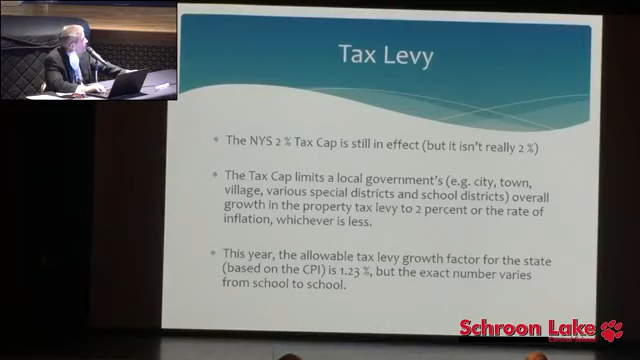 Tax Levy
* The NYS 2 % Tax Cap is still in effect (but it isn't really 2 %)
* The Tax Cap limits a local government's (e.g. city, town,
village, various special districts and school districts) overall
growth in the property tax levy to 2 percent or the rate of
inflation, whichever is less.
* This year, the allowable tax levy growth factor for the state
(based on the CPI) is 1.23 %, but the exact number varies
from school to school.
Schroon Lake
Central School